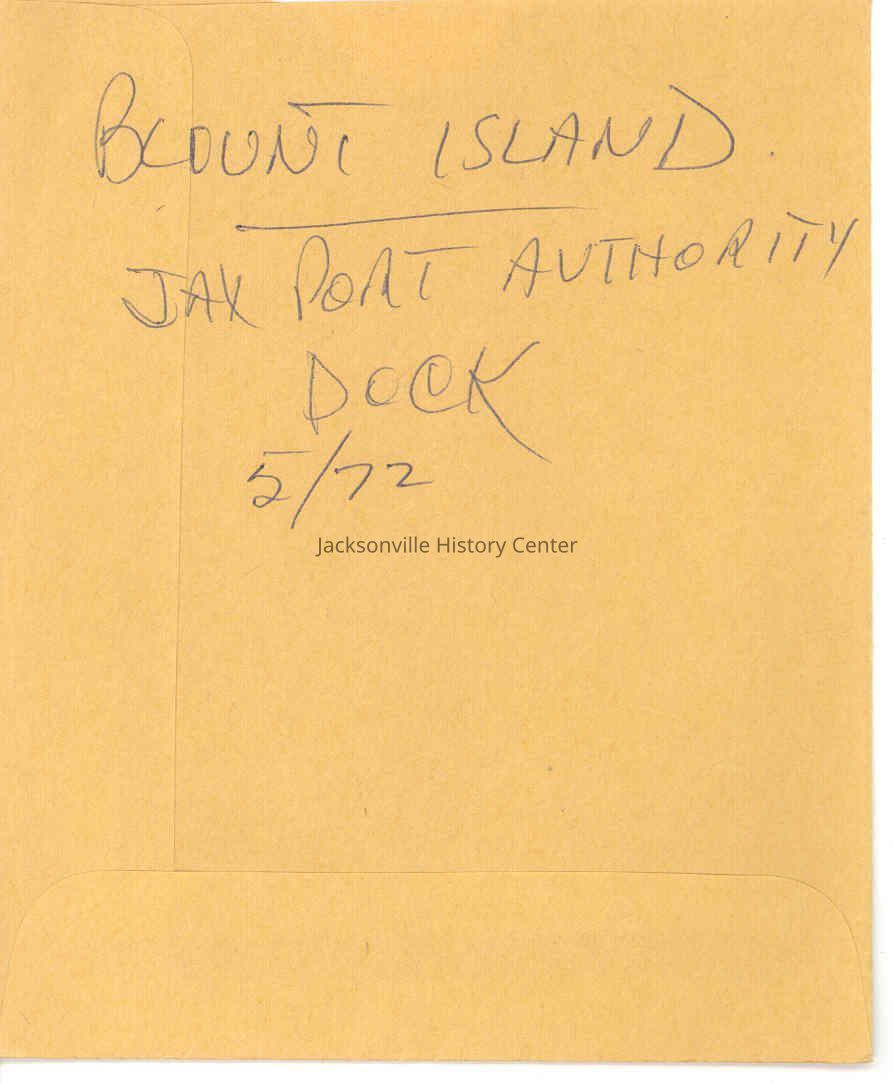 BLOUNT ISLAND.
JAX PORT AUTHORITY
DOCK
5/72
Jacksonville History Center